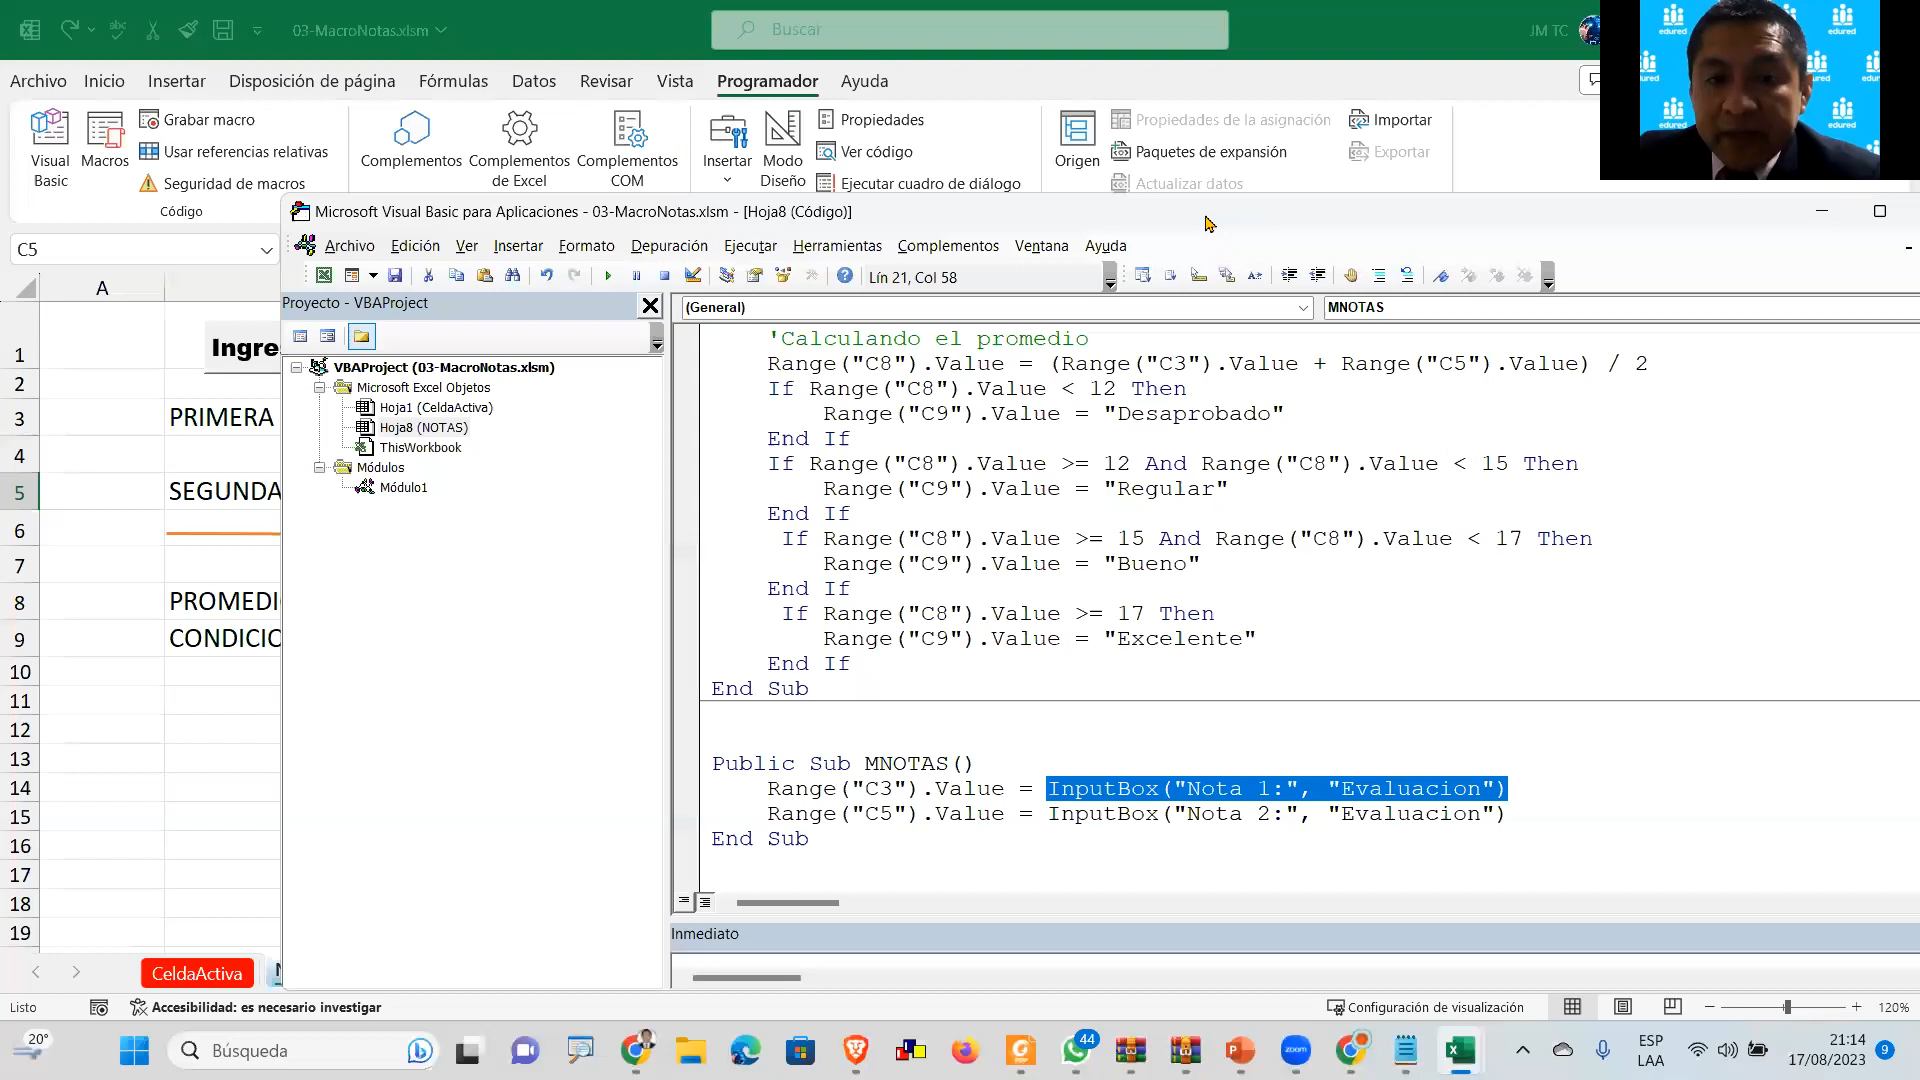 03-MacroNotas.xlsm
Buscar
JM TC
edured edured
edured
edured edured
Archivo Inicio Insertar Disposición de página Fórmulas Datos Revisar Vista Programador Ayuda
Visual Basic
Macros
Grabar macro
Usar referencias relativas
Seguridad de macros
Código
Complementos
Complementos de Excel
Complementos COM
Insertar
Modo Diseño
Propiedades
Ver código
Ejecutar cuadro de diálogo
Origen
Propiedades de la asignación
Paquetes de expansión
Actualizar datos
Importar
Exportar
Microsoft Visual Basic para Aplicaciones - 03-MacroNotas.xlsm - [Hoja8 (Código)]
C5
Archivo Edición Ver Insertar Formato Depuración Ejecutar Herramientas Complementos Ventana Ayuda
Lín 21, Col 58
Proyecto - VBAProject
(General)
MNOTAS
VBAProject (03-MacroNotas.xlsm)
Microsoft Excel Objetos
Hoja1 (CeldaActiva)
Hoja8 (NOTAS)
ThisWorkbook
Módulos
Módulo1
'Calculando el promedio
Range("C8").Value = (Range("C3").Value + Range("C5").Value) / 2
If Range("C8").Value < 12 Then
Range("C9").Value = "Desaprobado"
End If
If Range("C8").Value >= 12 And Range("C8").Value < 15 Then
Range("C9").Value = "Regular"
End If
If Range("C8").Value >= 15 And Range("C8").Value < 17 Then
Range("C9").Value = "Bueno"
End If
If Range("C8").Value >= 17 Then
Range("C9").Value = "Excelente"
End If
End Sub
Public Sub MNOTAS()
Range("C3").Value = InputBox("Nota 1:", "Evaluacion")
Range("C5").Value = InputBox("Nota 2:", "Evaluacion")
End Sub
Inmediato
A
1 Ingre
2
3 PRIMERA
4
5 SEGUNDA
6
7
8 PROMEDI
9 CONDICIO
10
11
12
13
14
15
16
17
18
19
CeldaActiva
N
Listo
Accesibilidad: es necesario investigar
Configuración de visualización
120%
20°
Búsqueda
44
zoom
ESP
LAA
21:14
17/08/2023
9